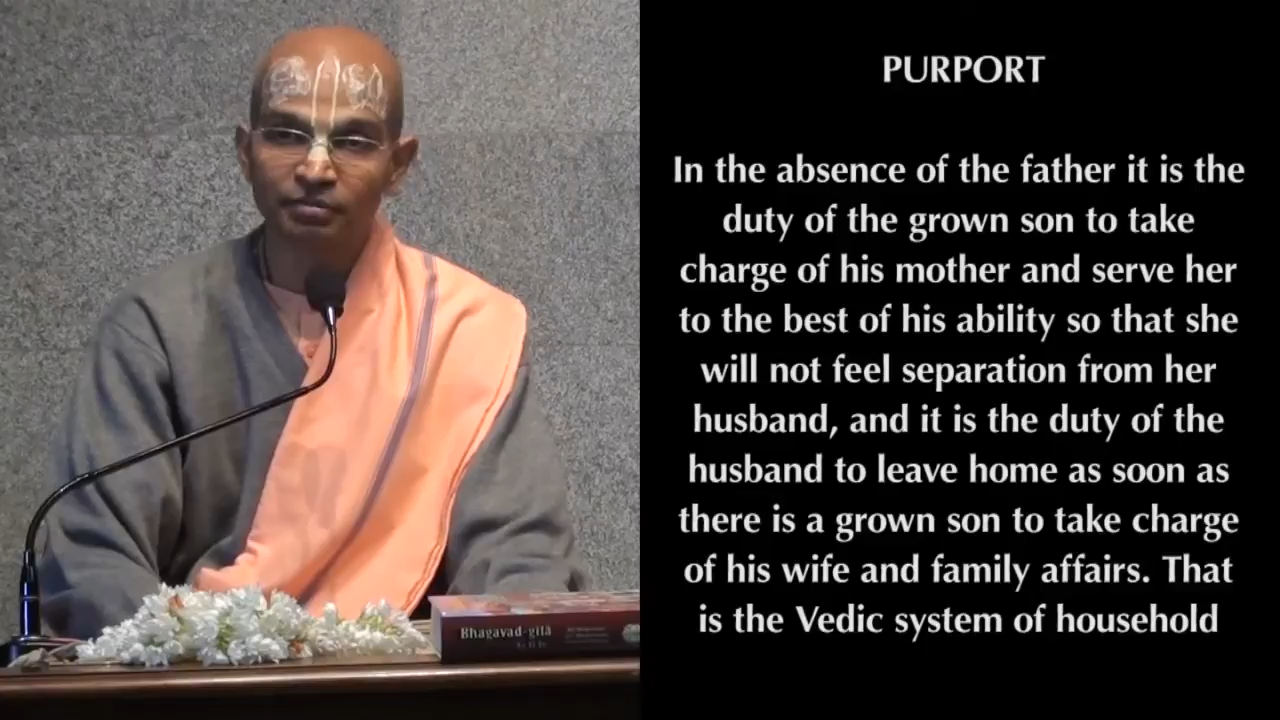 PURPORT
In the absence of the father it is the
duty of the grown son to take
charge of his mother and serve her
to the best of his ability so that she
will not feel separation from her
husband, and it is the duty of the
husband to leave home as soon as
there is a grown son to take charge
of his wife and family affairs. That
is the Vedic system of household
Bhagavad-gītā